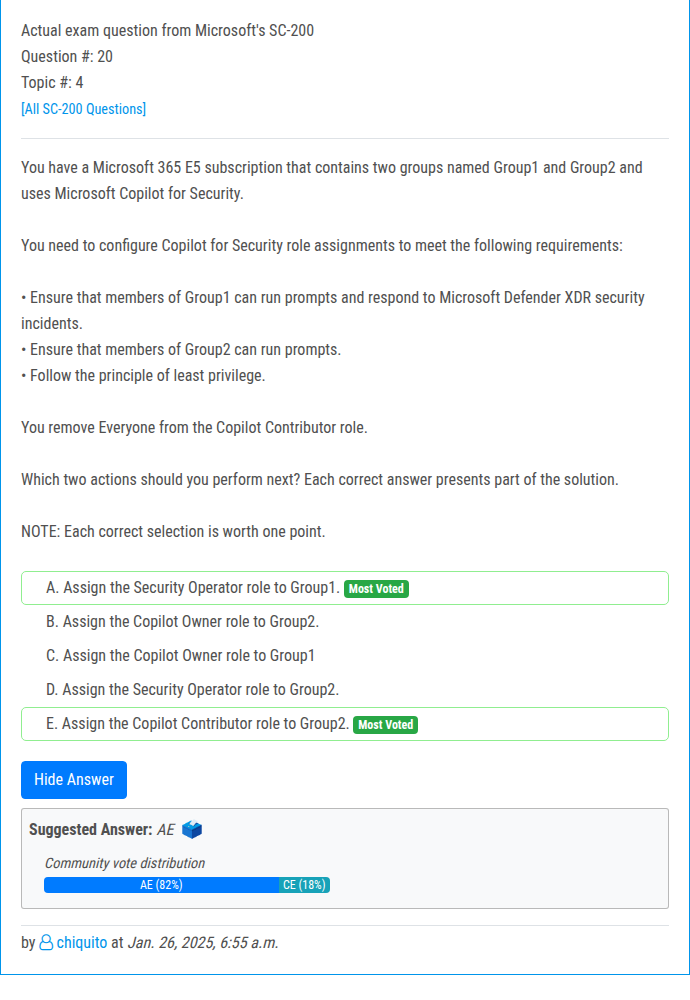 Actual exam question from Microsoft's SC-200
Question #: 20
Topic #: 4
[All SC-200 Questions]
You have a Microsoft 365 E5 subscription that contains two groups named Group1 and Group2 and
uses Microsoft Copilot for Security.
You need to configure Copilot for Security role assignments to meet the following requirements:
• Ensure that members of Group1 can run prompts and respond to Microsoft Defender XDR security
incidents.
• Ensure that members of Group2 can run prompts.
• Follow the principle of least privilege.
You remove Everyone from the Copilot Contributor role.
Which two actions should you perform next? Each correct answer presents part of the solution.
NOTE: Each correct selection is worth one point.
A. Assign the Security Operator role to Group1. Most Voted
B. Assign the Copilot Owner role to Group2.
C. Assign the Copilot Owner role to Group1
D. Assign the Security Operator role to Group2.
E. Assign the Copilot Contributor role to Group2. Most Voted
Hide Answer
Suggested Answer: AE
Community vote distribution
AE (82%) CE (18%)
by chiquito at Jan. 26, 2025, 6:55 a.m.